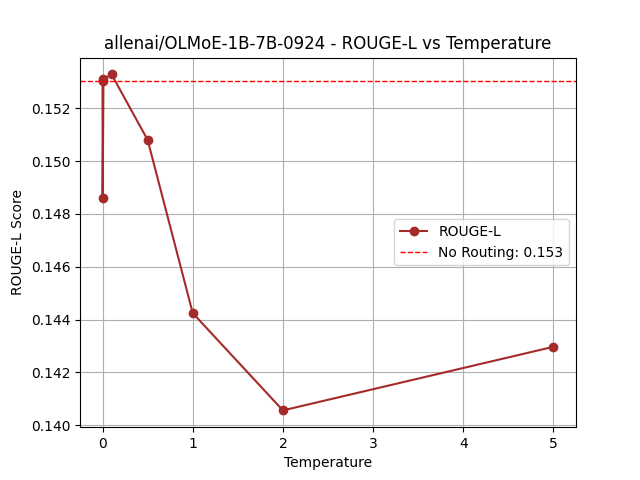 allenai/OLMoE-1B-7B-0924 - ROUGE-L vs Temperature
0.152
0.150
0.148
0.146
0.144
0.142
0.140
ROUGE-L Score
ROUGE-L
No Routing: 0.153
0 1 2 3 4 5
Temperature